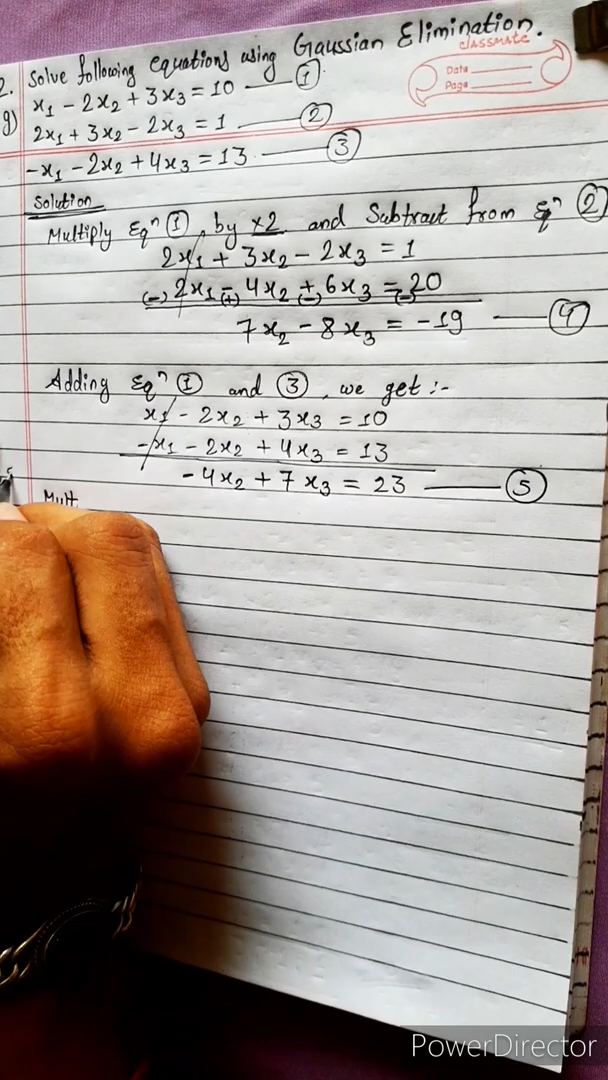 2. Solve following equations using Gaussian Elimination.
classmate
Date
Page
g) x₁ - 2x₂ + 3x₃ = 10 —— ①
2x₁ + 3x₂ - 2x₃ = 1 —— ②
-x₁ - 2x₂ + 4x₃ = 13 —— ③
Solution
Multiply Eqⁿ ①, by ×2 and Subtract from Eqⁿ ②
2x₁ + 3x₂ - 2x₃ = 1
(-) 2x₁ - (+) 4x₂ + (-) 6x₃ = (-) 20
7x₂ - 8x₃ = -19 —— ④
Adding Eqⁿ ① and ③, we get :-
x₁ - 2x₂ + 3x₃ = 10
-x₁ - 2x₂ + 4x₃ = 13
-4x₂ + 7x₃ = 23 —— ⑤
Mult
PowerDirector